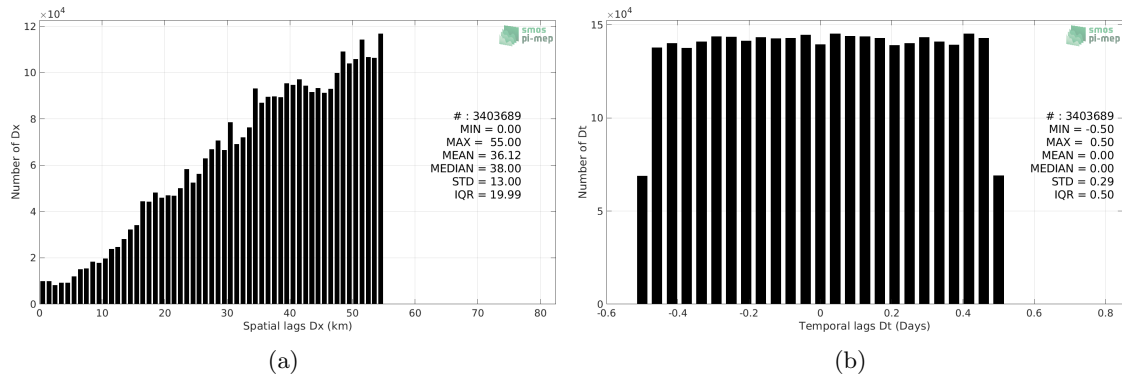 ×10⁴
12
10
8
6
4
2
0
Number of Dx
0 10 20 30 40 50 60 70 80
Spatial lags Dx (km)
smos
pi-mep
# : 3403689
MIN = 0.00
MAX = 55.00
MEAN = 36.12
MEDIAN = 38.00
STD = 13.00
IQR = 19.99
(a)
×10⁴
15
10
5
0
Number of Dt
-0.6 -0.4 -0.2 0 0.2 0.4 0.6 0.8
Temporal lags Dt (Days)
smos
pi-mep
# : 3403689
MIN = -0.50
MAX = 0.50
MEAN = 0.00
MEDIAN = 0.00
STD = 0.29
IQR = 0.50
(b)